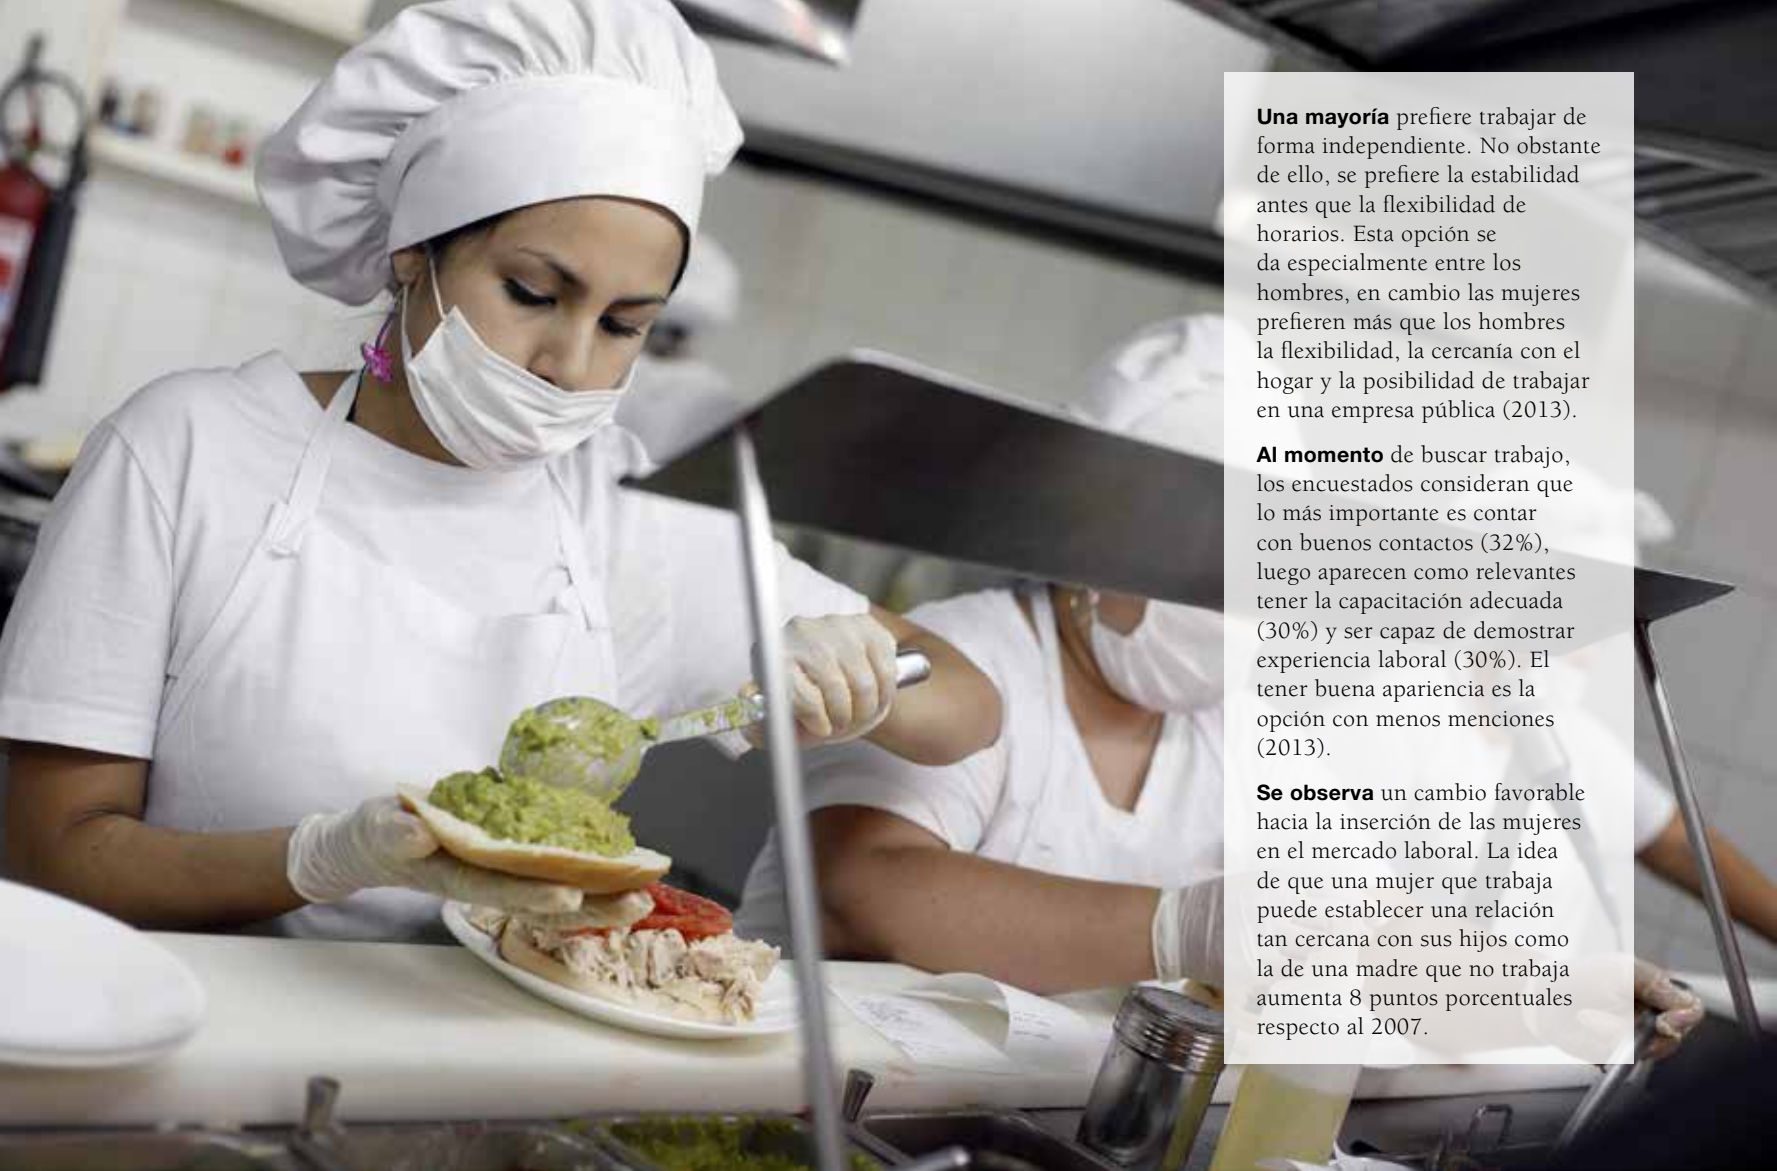 Una mayoría prefiere trabajar de
forma independiente. No obstante
de ello, se prefiere la estabilidad
antes que la flexibilidad de
horarios. Esta opción se
da especialmente entre los
hombres, en cambio las mujeres
prefieren más que los hombres
la flexibilidad, la cercanía con el
hogar y la posibilidad de trabajar
en una empresa pública (2013).
Al momento de buscar trabajo,
los encuestados consideran que
lo más importante es contar
con buenos contactos (32%),
luego aparecen como relevantes
tener la capacitación adecuada
(30%) y ser capaz de demostrar
experiencia laboral (30%). El
tener buena apariencia es la
opción con menos menciones
(2013).
Se observa un cambio favorable
hacia la inserción de las mujeres
en el mercado laboral. La idea
de que una mujer que trabaja
puede establecer una relación
tan cercana con sus hijos como
la de una madre que no trabaja
aumenta 8 puntos porcentuales
respecto al 2007.